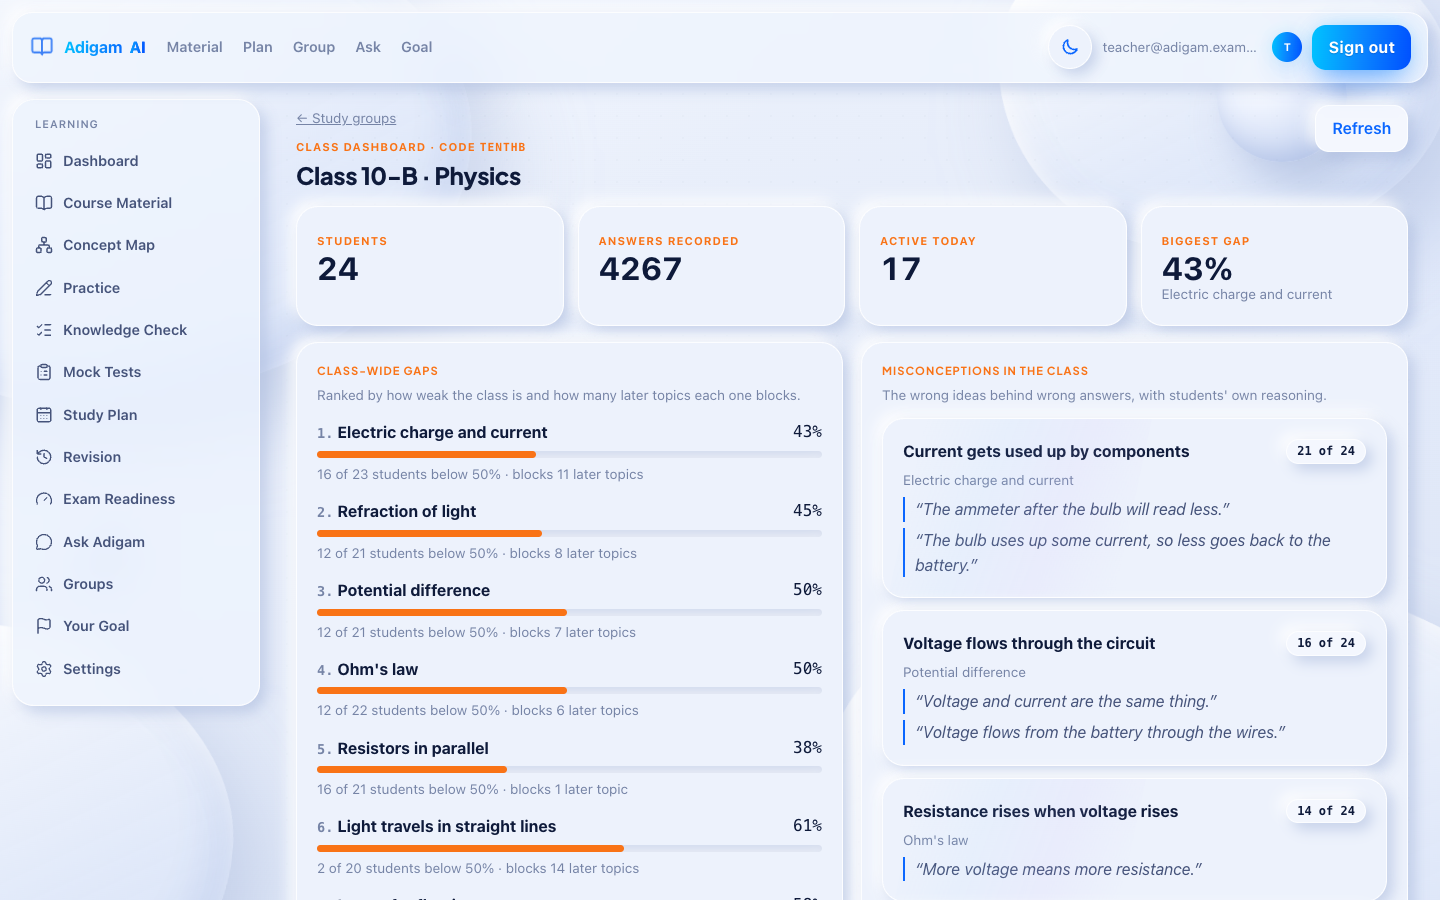 Adigam AI
Material
Plan
Group
Ask
Goal
teacher@adigam.exam...
T
Sign out
LEARNING
Dashboard
Course Material
Concept Map
Practice
Knowledge Check
Mock Tests
Study Plan
Revision
Exam Readiness
Ask Adigam
Groups
Your Goal
Settings
← Study groups
CLASS DASHBOARD · CODE TENTHB
Class 10-B · Physics
Refresh
STUDENTS
24
ANSWERS RECORDED
4267
ACTIVE TODAY
17
BIGGEST GAP
43%
Electric charge and current
CLASS-WIDE GAPS
Ranked by how weak the class is and how many later topics each one blocks.
1. Electric charge and current 43%
16 of 23 students below 50% · blocks 11 later topics
2. Refraction of light 45%
12 of 21 students below 50% · blocks 8 later topics
3. Potential difference 50%
12 of 21 students below 50% · blocks 7 later topics
4. Ohm's law 50%
12 of 22 students below 50% · blocks 6 later topics
5. Resistors in parallel 38%
16 of 21 students below 50% · blocks 1 later topic
6. Light travels in straight lines 61%
2 of 20 students below 50% · blocks 14 later topics
MISCONCEPTIONS IN THE CLASS
The wrong ideas behind wrong answers, with students' own reasoning.
Current gets used up by components 21 of 24
Electric charge and current
“The ammeter after the bulb will read less.”
“The bulb uses up some current, so less goes back to the
battery.”
Voltage flows through the circuit 16 of 24
Potential difference
“Voltage and current are the same thing.”
“Voltage flows from the battery through the wires.”
Resistance rises when voltage rises 14 of 24
Ohm's law
“More voltage means more resistance.”